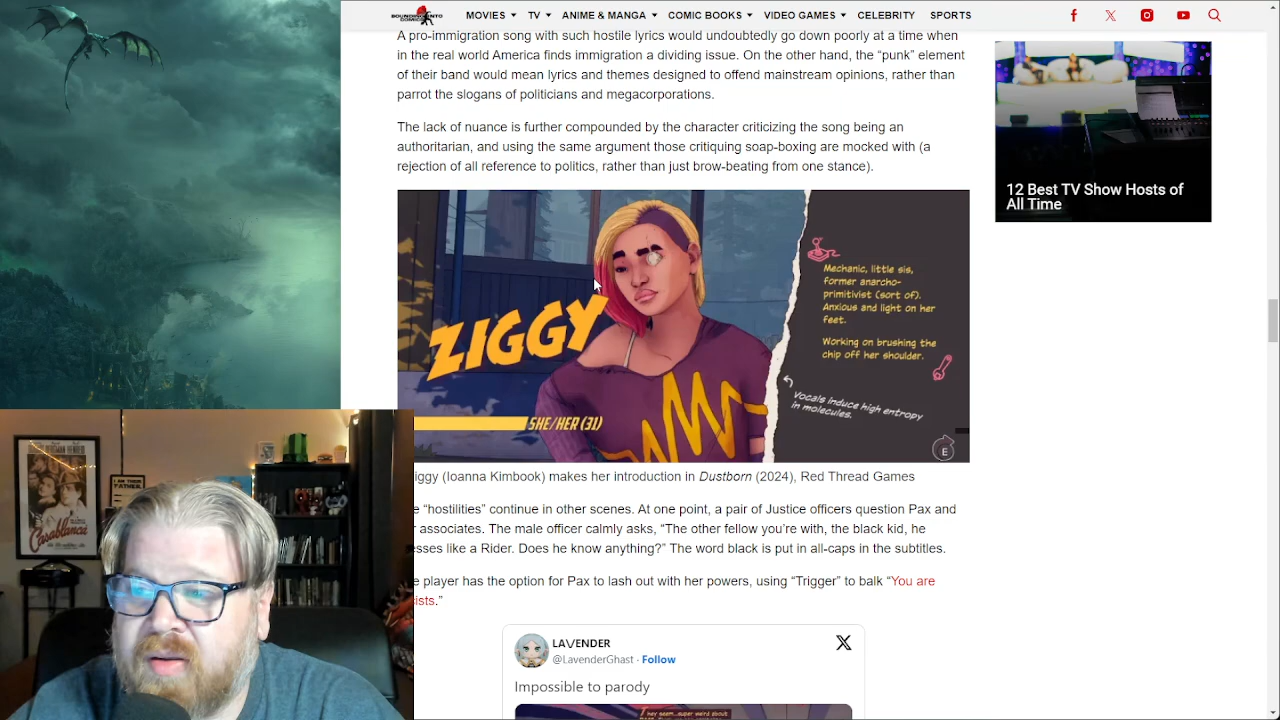 BOUNDING INTO COMICS
MOVIES TV ANIME & MANGA COMIC BOOKS VIDEO GAMES CELEBRITY SPORTS
A pro-immigration song with such hostile lyrics would undoubtedly go down poorly at a time when
in the real world America finds immigration a dividing issue. On the other hand, the “punk” element
of their band would mean lyrics and themes designed to offend mainstream opinions, rather than
parrot the slogans of politicians and megacorporations.
The lack of nuance is further compounded by the character criticizing the song being an
authoritarian, and using the same argument those critiquing soap-boxing are mocked with (a
rejection of all reference to politics, rather than just brow-beating from one stance).
12 Best TV Show Hosts of
All Time
ZIGGY
SHE/HER (31)
Mechanic, little sis,
former anarcho-
primitivist (sort of).
Anxious and light on her
feet.
Working on brushing the
chip off her shoulder.
Vocals induce high entropy
in molecules.
E
iggy (Ioanna Kimbook) makes her introduction in Dustborn (2024), Red Thread Games
e “hostilities” continue in other scenes. At one point, a pair of Justice officers question Pax and
r associates. The male officer calmly asks, “The other fellow you’re with, the black kid, he
esses like a Rider. Does he know anything?” The word black is put in all-caps in the subtitles.
e player has the option for Pax to lash out with her powers, using “Trigger” to balk “You are
ists.”
LAVENDER
@LavenderGhast · Follow
Impossible to parody
CASABLANCA
I AM THEIR
FATHER.